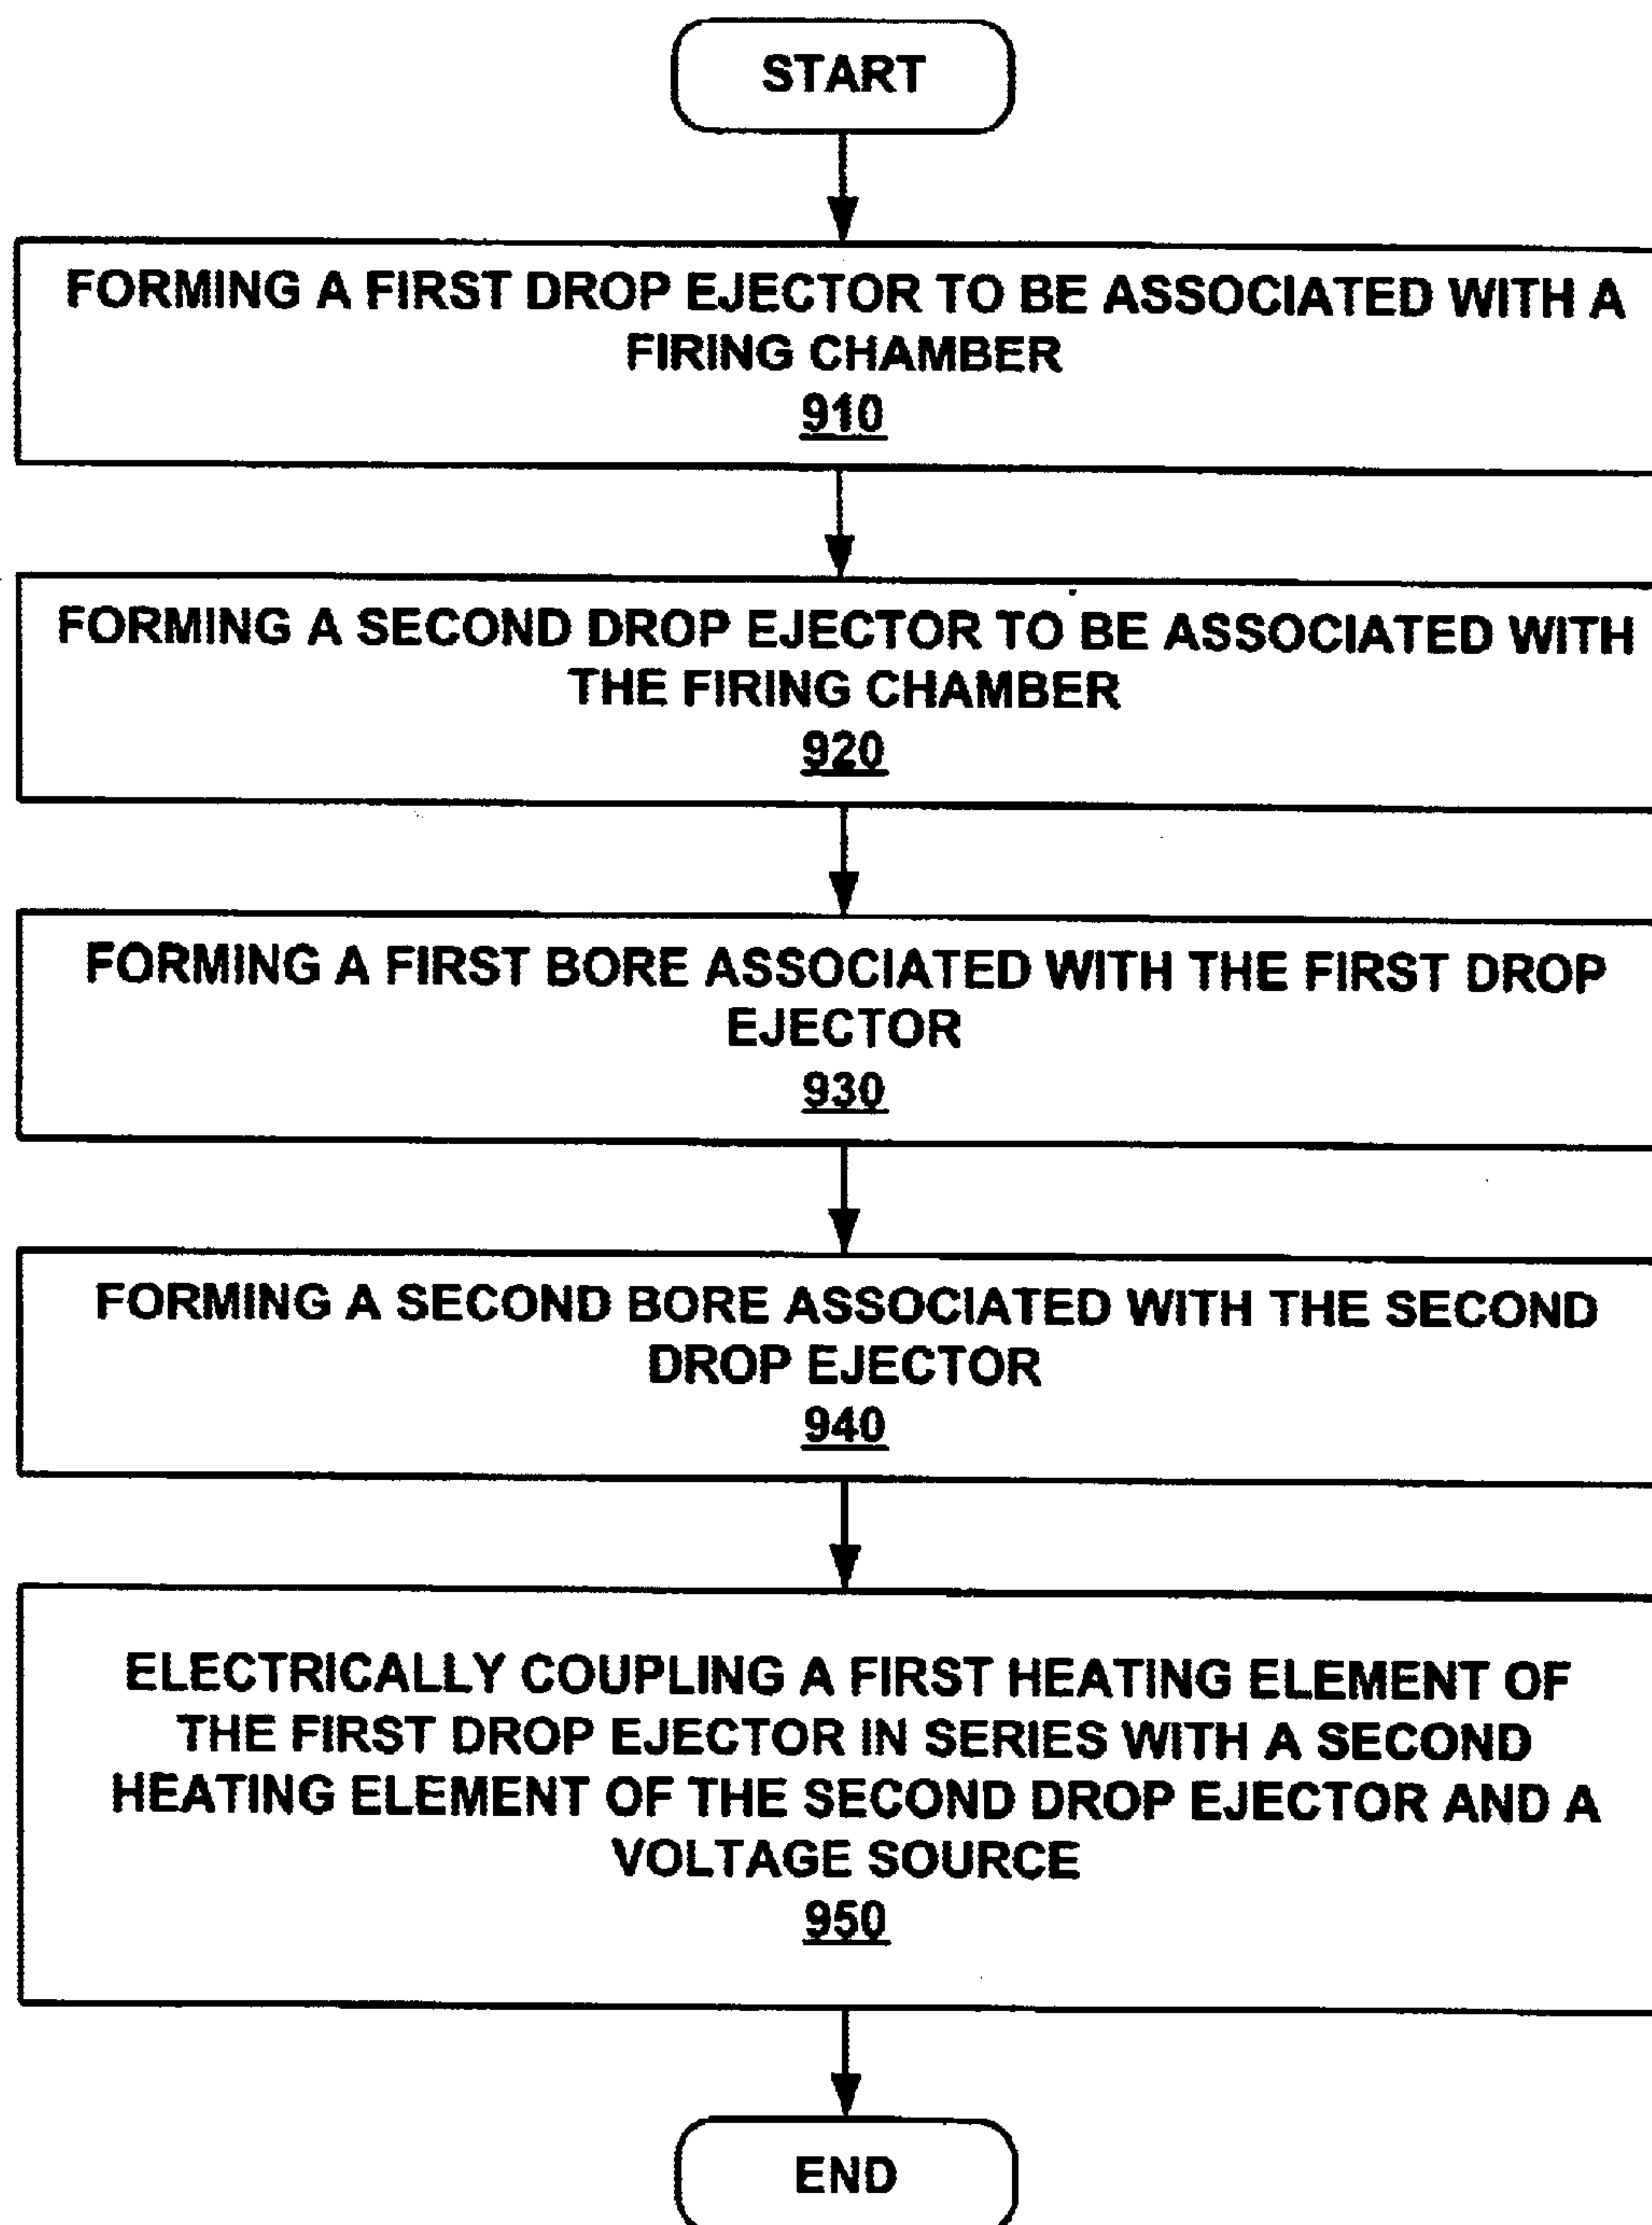 START
FORMING A FIRST DROP EJECTOR TO BE ASSOCIATED WITH A
FIRING CHAMBER
910
FORMING A SECOND DROP EJECTOR TO BE ASSOCIATED WITH
THE FIRING CHAMBER
920
FORMING A FIRST BORE ASSOCIATED WITH THE FIRST DROP
EJECTOR
930
FORMING A SECOND BORE ASSOCIATED WITH THE SECOND
DROP EJECTOR
940
ELECTRICALLY COUPLING A FIRST HEATING ELEMENT OF
THE FIRST DROP EJECTOR IN SERIES WITH A SECOND
HEATING ELEMENT OF THE SECOND DROP EJECTOR AND A
VOLTAGE SOURCE
950
END